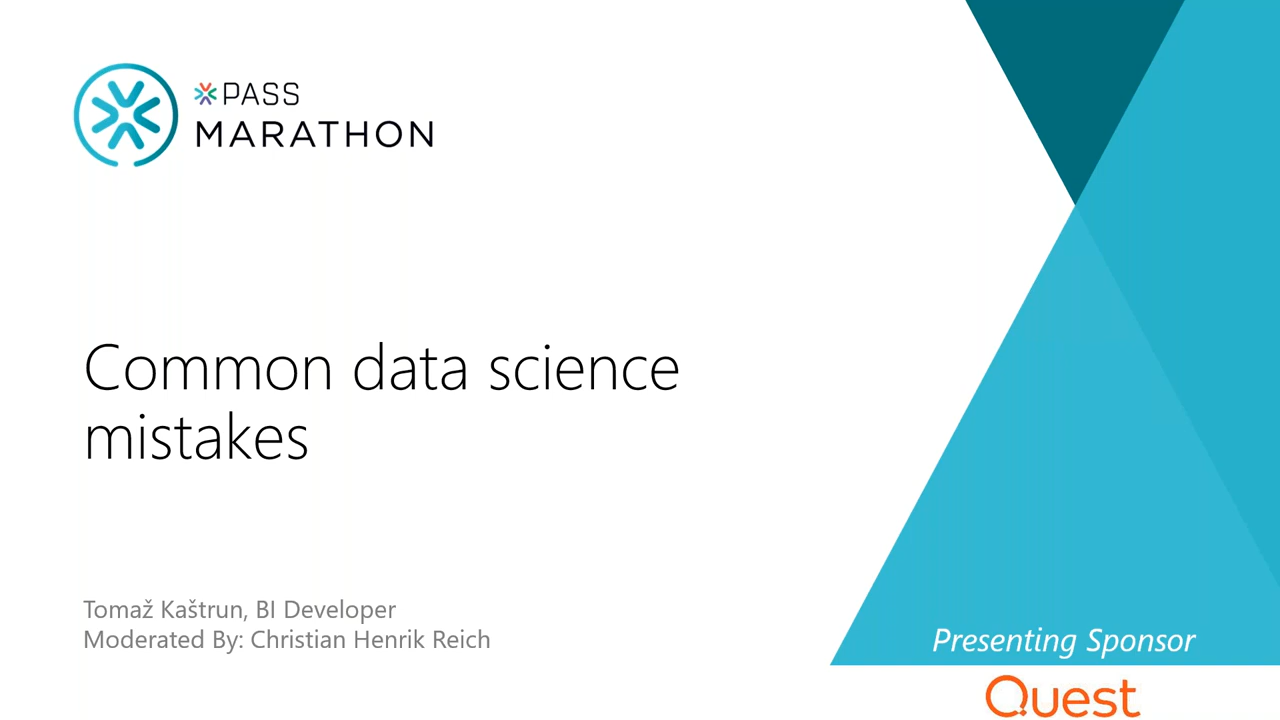 PASS
MARATHON
Common data science
mistakes
Tomaž Kaštrun, BI Developer
Moderated By: Christian Henrik Reich
Presenting Sponsor
Quest